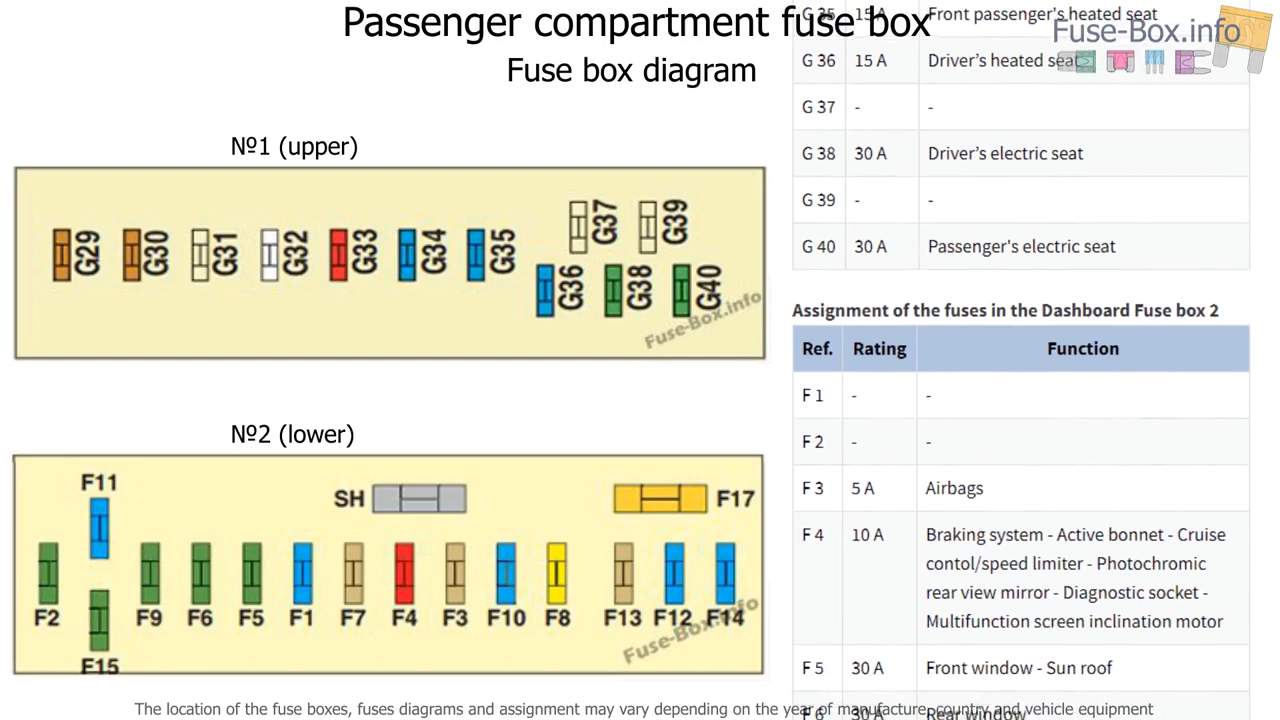 Passenger compartment fuse box
Fuse box diagram
Fuse-Box.info
№1 (upper)
G29
G30
G31
G32
G33
G34
G35
G36
G37
G38
G39
G40
Fuse-Box.info
№2 (lower)
F11
SH
F17
F2
F9
F6
F5
F1
F7
F4
F3
F10
F8
F13
F12
F14
F15
Fuse-Box.info
G 35 15 A Front passenger's heated seat
G 36 15 A Driver's heated seat
G 37 - -
G 38 30 A Driver's electric seat
G 39 - -
G 40 30 A Passenger's electric seat
Assignment of the fuses in the Dashboard Fuse box 2
Ref. Rating Function
F 1 - -
F 2 - -
F 3 5 A Airbags
F 4 10 A Braking system - Active bonnet - Cruise
contol/speed limiter - Photochromic
rear view mirror - Diagnostic socket -
Multifunction screen inclination motor
F 5 30 A Front window - Sun roof
F 6 30 A Rear window
The location of the fuse boxes, fuses diagrams and assignment may vary depending on the year of manufacture, country and vehicle equipment